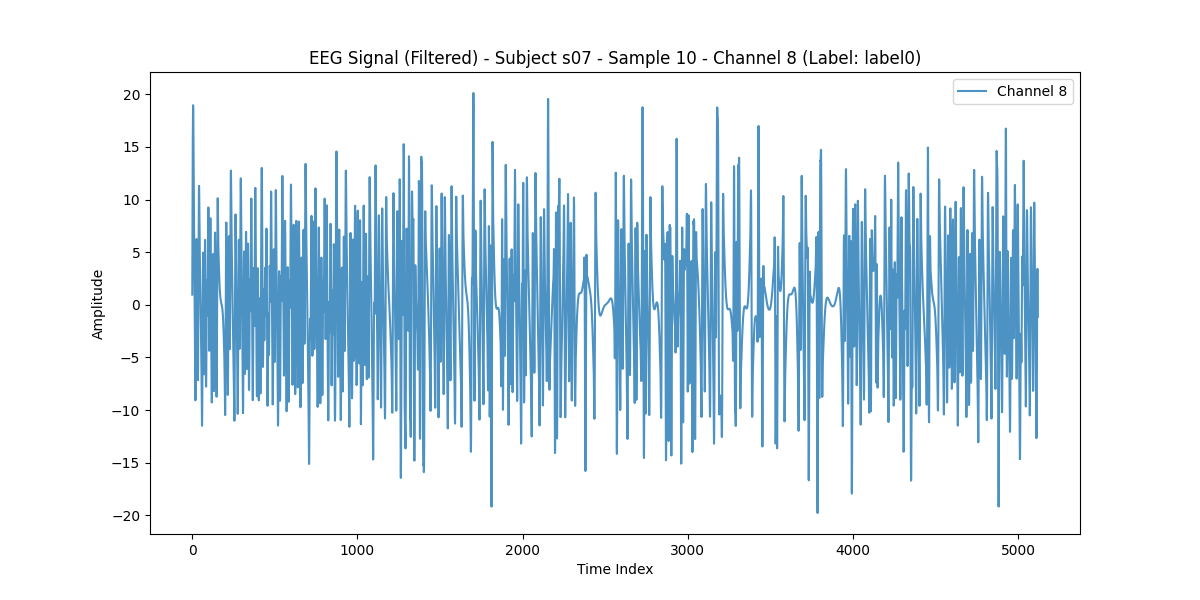 EEG Signal (Filtered) - Subject s07 - Sample 10 - Channel 8 (Label: label0)
Channel 8
20
15
10
5
0
−5
−10
−15
−20
Amplitude
0 1000 2000 3000 4000 5000
Time Index